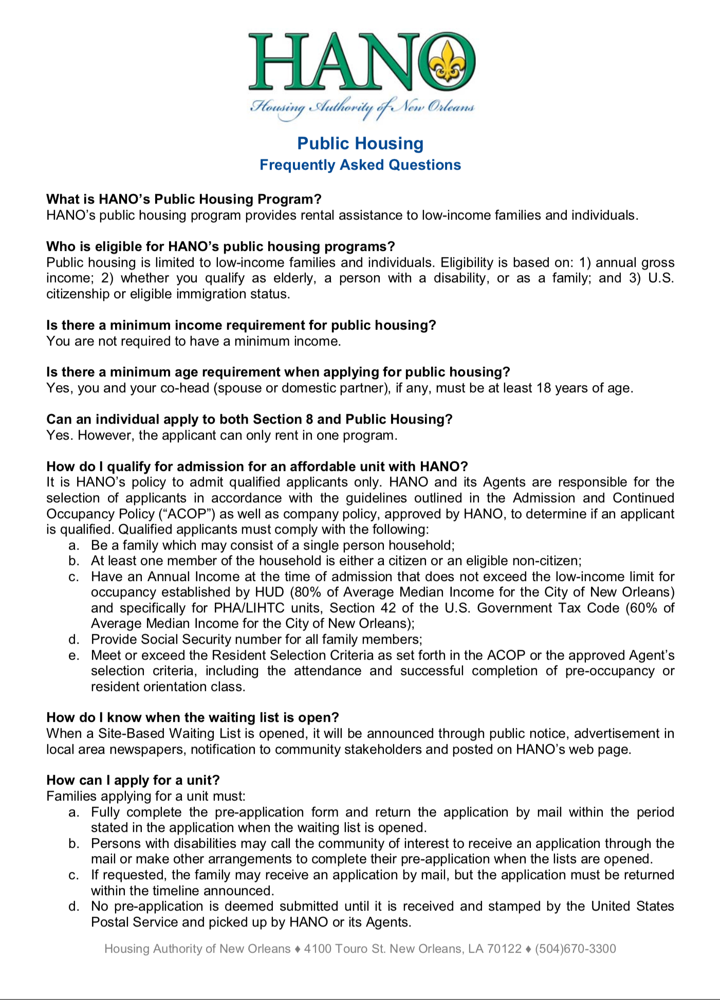 HANO
Housing Authority of New Orleans
Public Housing
Frequently Asked Questions
What is HANO’s Public Housing Program?
HANO’s public housing program provides rental assistance to low-income families and individuals.
Who is eligible for HANO’s public housing programs?
Public housing is limited to low-income families and individuals. Eligibility is based on: 1) annual gross
income; 2) whether you qualify as elderly, a person with a disability, or as a family; and 3) U.S.
citizenship or eligible immigration status.
Is there a minimum income requirement for public housing?
You are not required to have a minimum income.
Is there a minimum age requirement when applying for public housing?
Yes, you and your co-head (spouse or domestic partner), if any, must be at least 18 years of age.
Can an individual apply to both Section 8 and Public Housing?
Yes. However, the applicant can only rent in one program.
How do I qualify for admission for an affordable unit with HANO?
It is HANO’s policy to admit qualified applicants only. HANO and its Agents are responsible for the
selection of applicants in accordance with the guidelines outlined in the Admission and Continued
Occupancy Policy (“ACOP”) as well as company policy, approved by HANO, to determine if an applicant
is qualified. Qualified applicants must comply with the following:
a. Be a family which may consist of a single person household;
b. At least one member of the household is either a citizen or an eligible non-citizen;
c. Have an Annual Income at the time of admission that does not exceed the low-income limit for
occupancy established by HUD (80% of Average Median Income for the City of New Orleans)
and specifically for PHA/LIHTC units, Section 42 of the U.S. Government Tax Code (60% of
Average Median Income for the City of New Orleans);
d. Provide Social Security number for all family members;
e. Meet or exceed the Resident Selection Criteria as set forth in the ACOP or the approved Agent’s
selection criteria, including the attendance and successful completion of pre-occupancy or
resident orientation class.
How do I know when the waiting list is open?
When a Site-Based Waiting List is opened, it will be announced through public notice, advertisement in
local area newspapers, notification to community stakeholders and posted on HANO’s web page.
How can I apply for a unit?
Families applying for a unit must:
a. Fully complete the pre-application form and return the application by mail within the period
stated in the application when the waiting list is opened.
b. Persons with disabilities may call the community of interest to receive an application through the
mail or make other arrangements to complete their pre-application when the lists are opened.
c. If requested, the family may receive an application by mail, but the application must be returned
within the timeline announced.
d. No pre-application is deemed submitted until it is received and stamped by the United States
Postal Service and picked up by HANO or its Agents.
Housing Authority of New Orleans ♦ 4100 Touro St. New Orleans, LA 70122 ♦ (504)670-3300